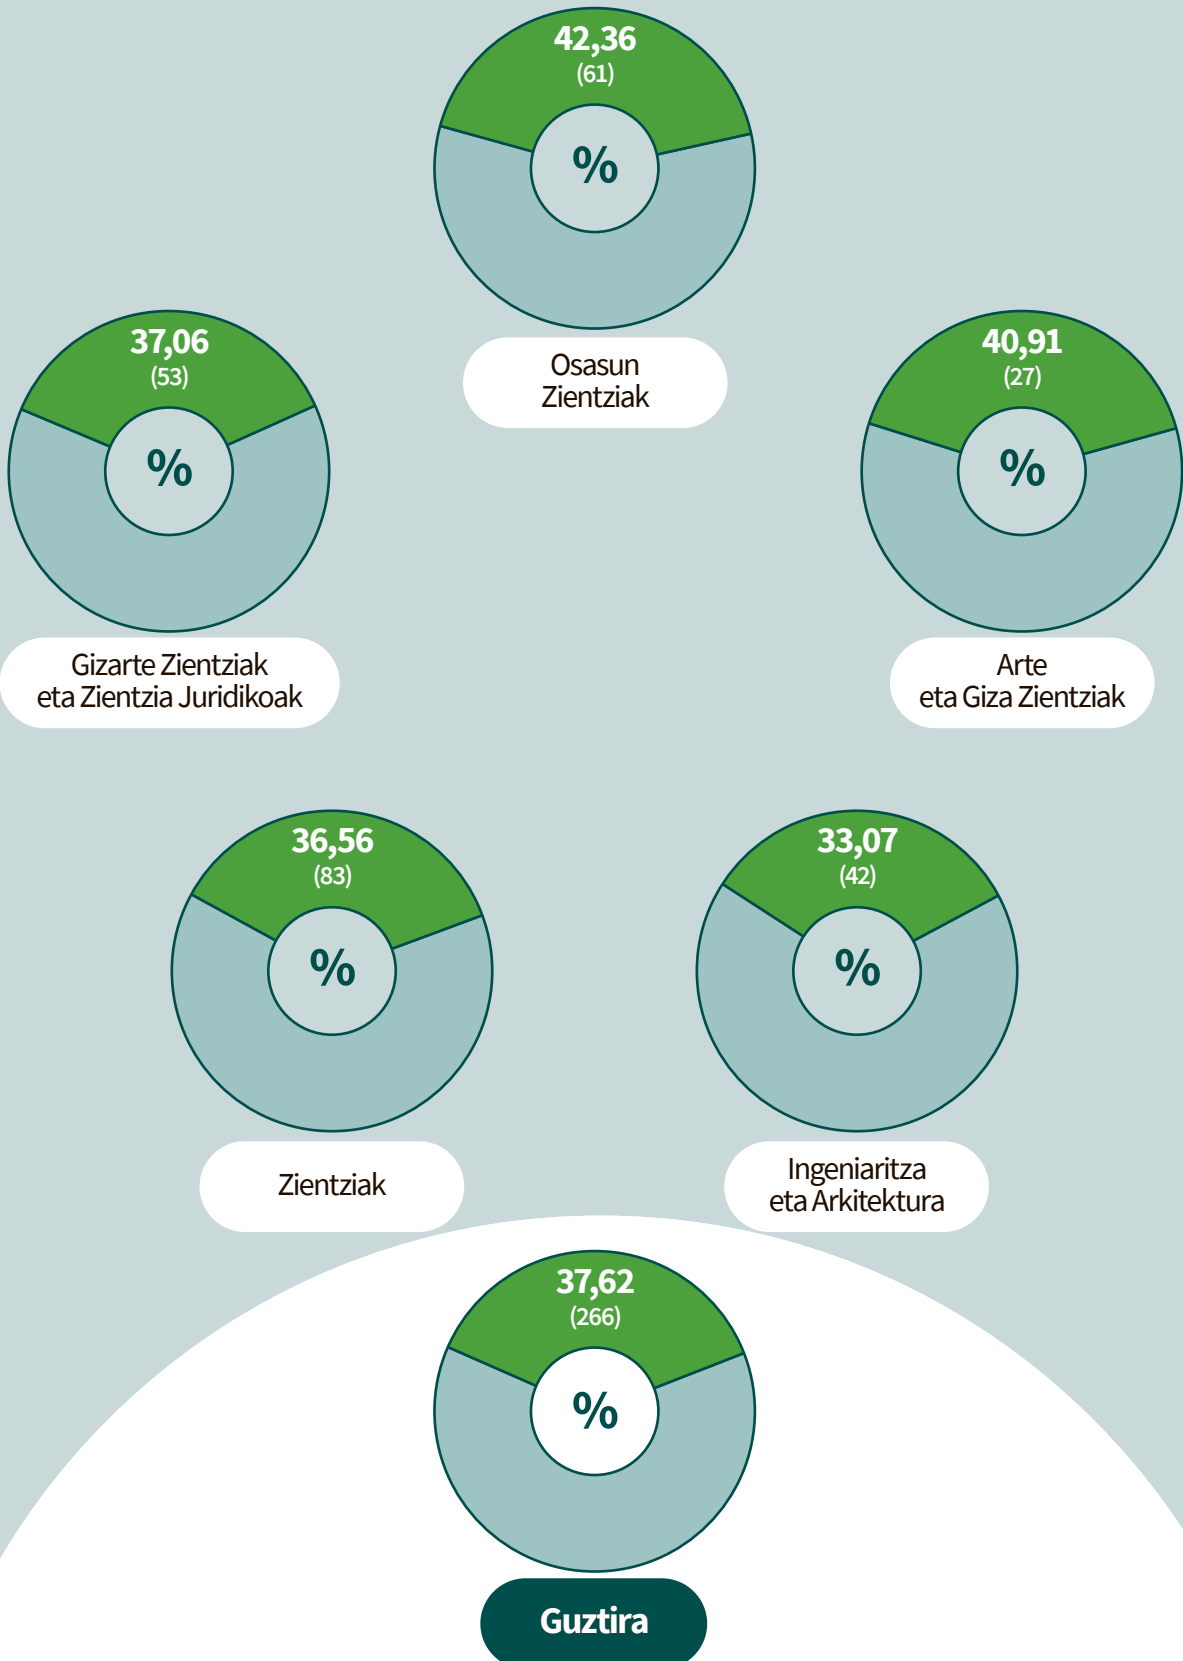 42,36
(61)
%
Osasun
Zientziak
37,06
(53)
%
Gizarte Zientziak
eta Zientzia Juridikoak
40,91
(27)
%
Arte
eta Giza Zientziak
36,56
(83)
%
Zientziak
33,07
(42)
%
Ingeniaritza
eta Arkitektura
37,62
(266)
%
Guztira